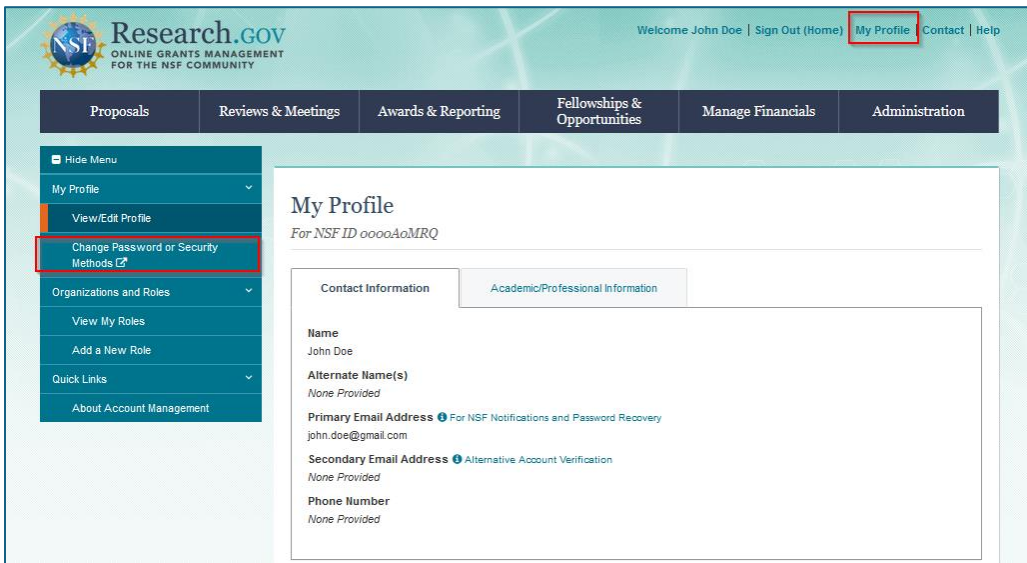 NSF
Research.gov
ONLINE GRANTS MANAGEMENT
FOR THE NSF COMMUNITY
Welcome John Doe | Sign Out (Home) | My Profile | Contact | Help
Proposals
Reviews & Meetings
Awards & Reporting
Fellowships &
Opportunities
Manage Financials
Administration
Hide Menu
My Profile
View/Edit Profile
Change Password or Security
Methods
Organizations and Roles
View My Roles
Add a New Role
Quick Links
About Account Management
My Profile
For NSF ID 0000A0MRQ
Contact Information
Academic/Professional Information
Name
John Doe
Alternate Name(s)
None Provided
Primary Email Address For NSF Notifications and Password Recovery
john.doe@gmail.com
Secondary Email Address Alternative Account Verification
None Provided
Phone Number
None Provided